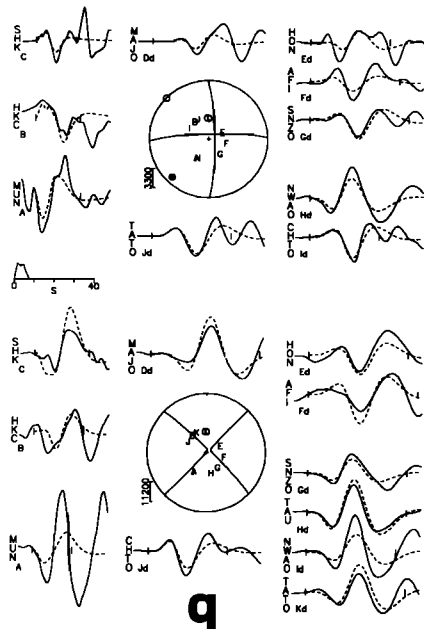 SHK C
MAJO Dd
HON Ed
AFI Fd
SNZO Gd
HKC B
MUN A
3300
NWAO Hd
TATO Jd
CHTO Id
0 S 40
SHK C
MAJO Dd
HON Ed
AFI Fd
HKC B
11200
SNZO Gd
TAU Hd
MUN A
CHTO Jd
NWAO Id
TATO Kd
q